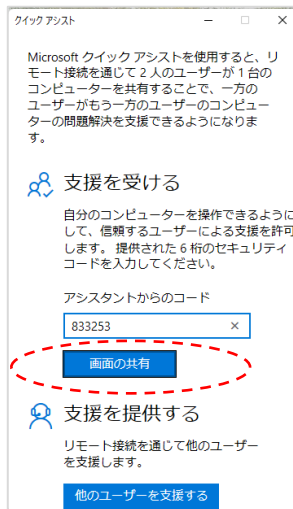 クイック アシスト
Microsoft クイック アシストを使用すると、リ
モート接続を通じて 2 人のユーザーが 1 台の
コンピューターを共有することで、一方の
ユーザーがもう一方のユーザーのコンピュー
ターの問題解決を支援できるようになりま
す。
支援を受ける
自分のコンピューターを操作できるように
して、信頼するユーザーによる支援を許可
します。 提供された 6 桁のセキュリティ
コードを入力してください。
アシスタントからのコード
833253
画面の共有
支援を提供する
リモート接続を通じて他のユーザー
を支援します。
他のユーザーを支援する